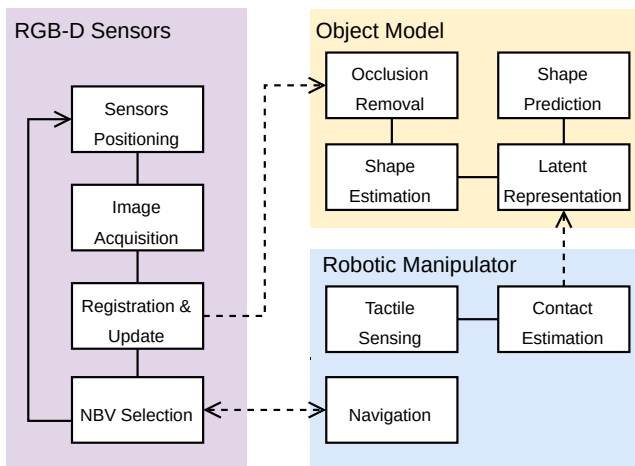 RGB-D Sensors
Sensors
Positioning
Image
Acquisition
Registration &
Update
NBV Selection
Object Model
Occlusion
Removal
Shape
Prediction
Shape
Estimation
Latent
Representation
Robotic Manipulator
Tactile
Sensing
Contact
Estimation
Navigation